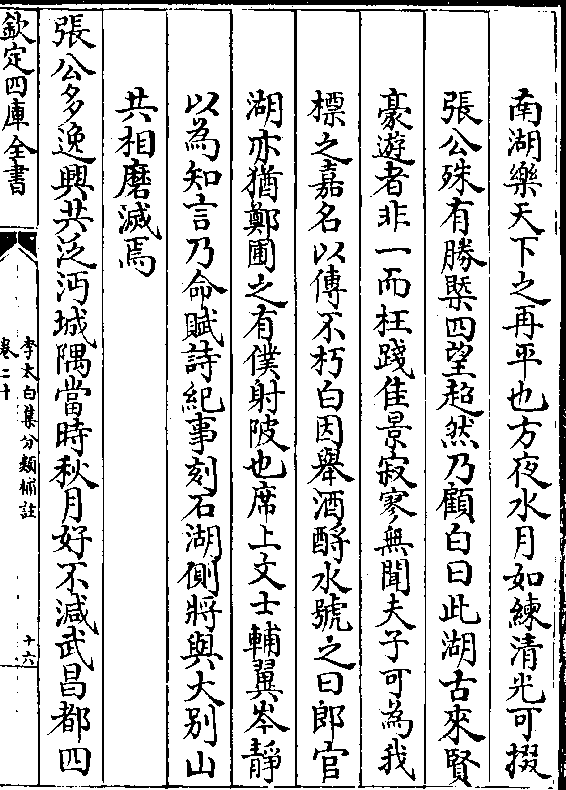 南湖樂天下之再平也方夜水月如練清光可掇
張公殊有勝槩四望超然乃顧白曰此湖古來賢
豪遊者非一而枉踐佳景寂寥無聞夫子可為我
標之嘉名以傳不朽白因舉酒酹水號之曰郎官
湖亦猶鄭圃之有僕射陂也席上文士輔翼岑靜
以為知言乃命賦詩紀事刻石湖側將與大别山
共相磨滅焉
張公多逸興共泛沔城隅當時秋月好不減武昌都四
欽定四庫全書
李太白集分類補註
卷二十
十六